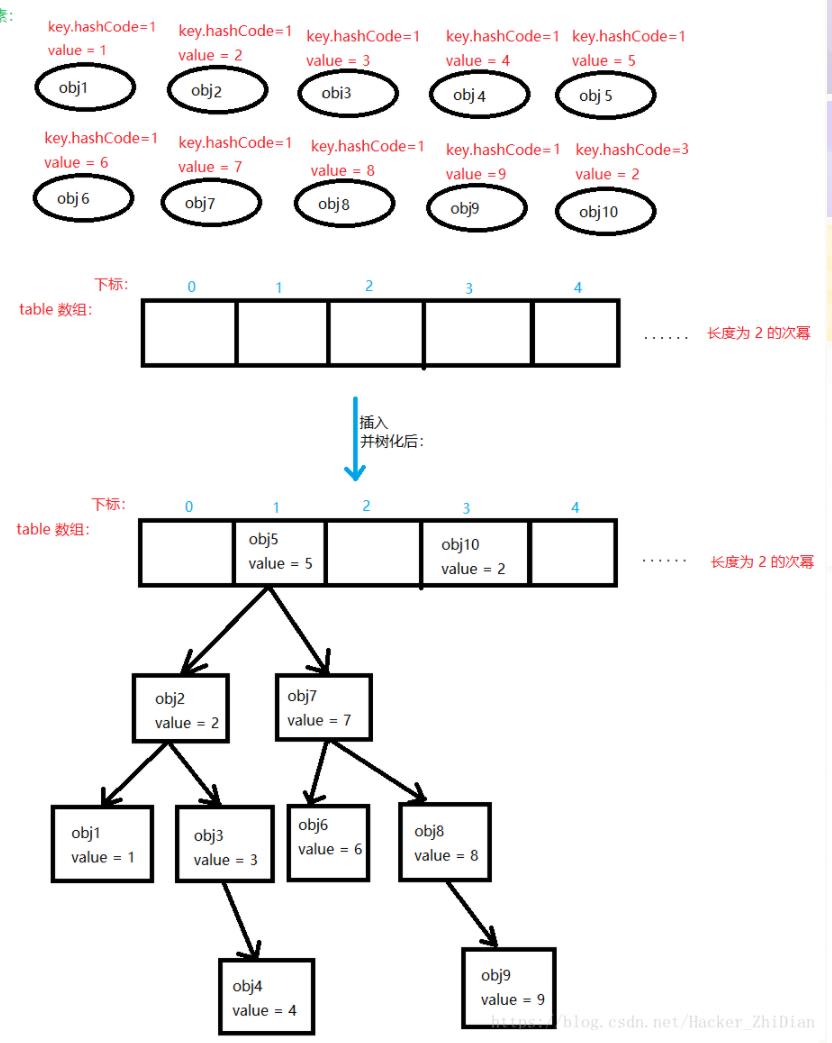 素：
key.hashCode=1 key.hashCode=1 key.hashCode=1 key.hashCode=1 key.hashCode=1
value = 1 value = 2 value = 3 value = 4 value = 5
obj1 obj2 obj3 obj 4 obj 5
key.hashCode=1 key.hashCode=1 key.hashCode=1 key.hashCode=1 key.hashCode=3
value = 6 value = 7 value = 8 value =9 value = 2
obj 6 obj7 obj8 obj9 obj10
下标： 0 1 2 3 4
table 数组： ...... 长度为 2 的次幂
插入
并树化后：
下标： 0 1 2 3 4
table 数组： obj5 obj10 ...... 长度为 2 的次幂
value = 5 value = 2
obj2 obj7
value = 2 value = 7
obj1 obj3 obj6 obj8
value = 1 value = 3 value = 6 value = 8
obj4 obj9
value = 4 value = 9
https://blog.csdn.net/Hacker_ZhiDian